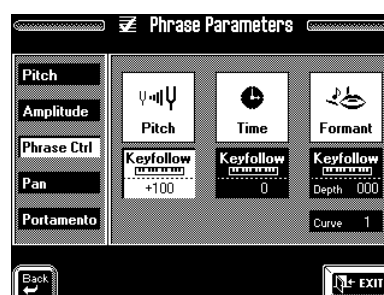 Phrase Parameters
Pitch
Amplitude
Phrase Ctrl
Pan
Portamento
Pitch
Time
Formant
Keyfollow
+100
Keyfollow
0
Keyfollow
Depth 000
Curve 1
Back
EXIT